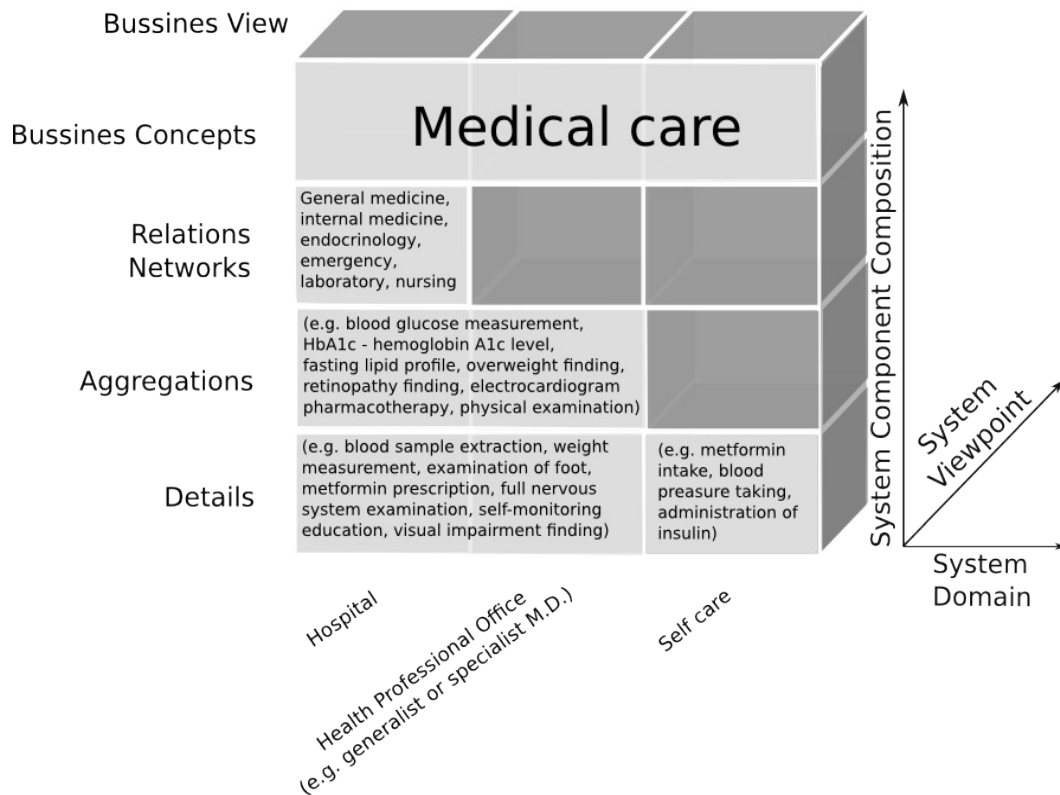 Bussines View
Bussines Concepts
Medical care
Relations
Networks
General medicine,
internal medicine,
endocrinology,
emergency,
laboratory, nursing
Aggregations
(e.g. blood glucose measurement,
HbA1c - hemoglobin A1c level,
fasting lipid profile, overweight finding,
retinopathy finding, electrocardiogram
pharmacotherapy, physical examination)
Details
(e.g. blood sample extraction, weight
measurement, examination of foot,
metformin prescription, full nervous
system examination, self-monitoring
education, visual impairment finding)
(e.g. metformin
intake, blood
preasure taking,
administration of
insulin)
System Component Composition
System
Viewpoint
System
Domain
Hospital
Health Professional Office
(e.g. generalist or specialist M.D.)
Self care